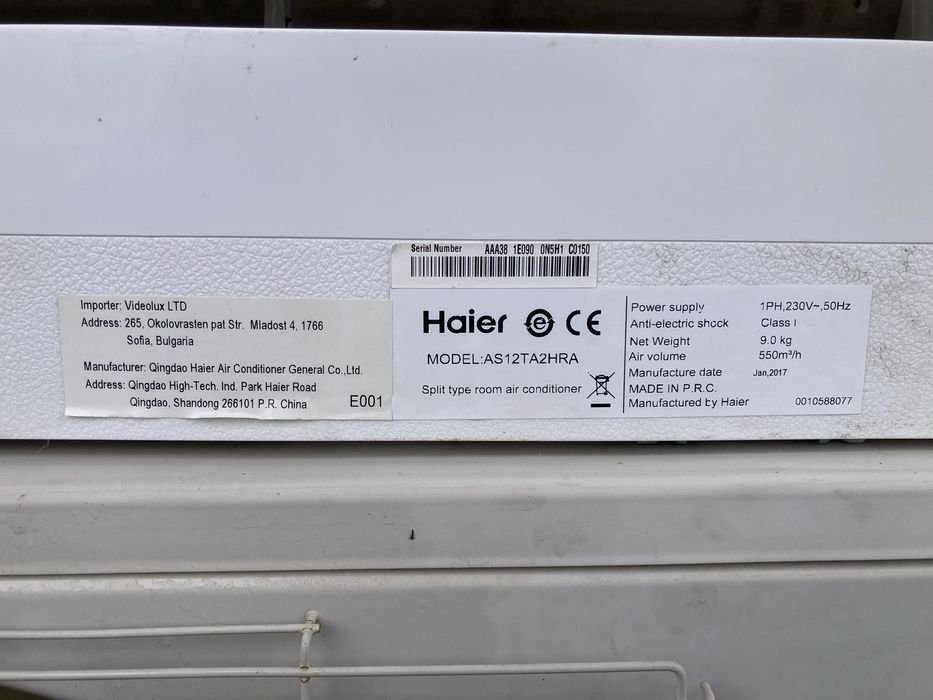 Serial Number AAA38 1E090 0N5H1 C0150
Importer: Videolux LTD
Address: 265, Okolovrasten pat Str. Mladost 4, 1766
Sofia, Bulgaria
Manufacturer: Qingdao Haier Air Conditioner General Co.,Ltd.
Address: Qingdao High-Tech. Ind. Park Haier Road
Qingdao, Shandong 266101 P.R. China E001
Haier e CE
MODEL:AS12TA2HRA
Split type room air conditioner
Power supply 1PH,230V~,50Hz
Anti-electric shock Class I
Net Weight 9.0 kg
Air volume 550m³/h
Manufacture date Jan,2017
MADE IN P.R.C.
Manufactured by Haier 0010588077